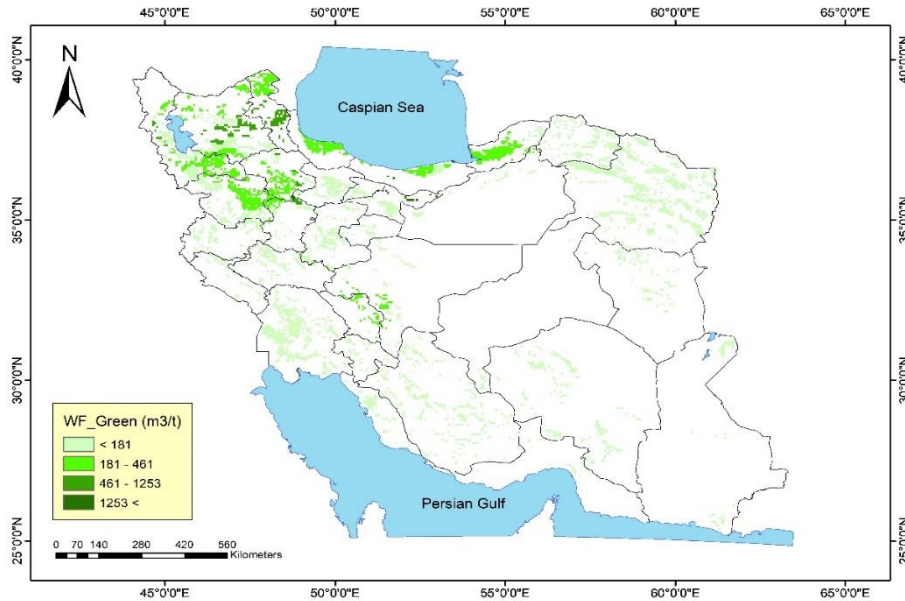 45°0'0"E 50°0'0"E 55°0'0"E 60°0'0"E 65°0'0"E
40°0'0"N 40°0'0"N
N
Caspian Sea
35°0'0"N 35°0'0"N
30°0'0"N 30°0'0"N
WF_Green (m3/t)
< 181
181 - 461
461 - 1253
1253 <
Persian Gulf
0 70 140 280 420 560
Kilometers
25°0'0"N 25°0'0"N
45°0'0"E 50°0'0"E 55°0'0"E 60°0'0"E 65°0'0"E